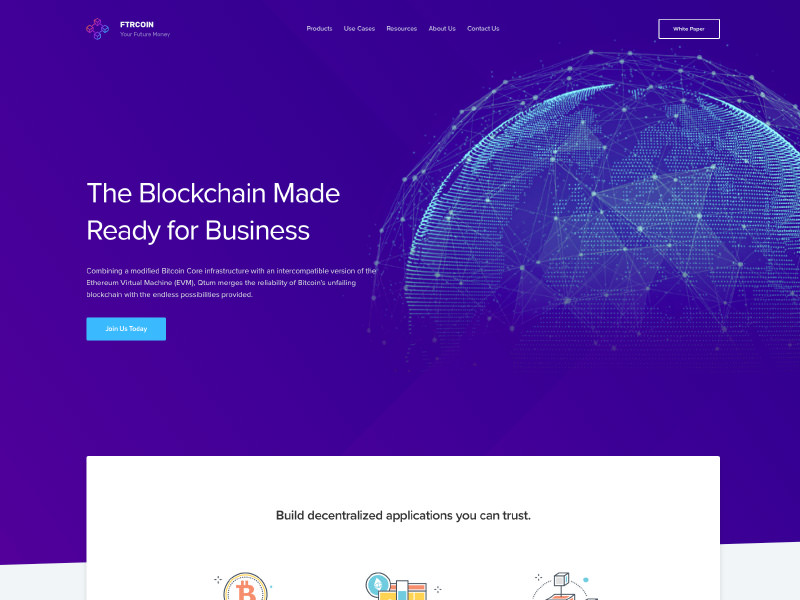 FTRCOIN
Your Future Money
Products Use Cases Resources About Us Contact Us
White Paper
The Blockchain Made
Ready for Business
Combining a modified Bitcoin Core infrastructure with an intercompatible version of the
Ethereum Virtual Machine (EVM), Qtum merges the reliability of Bitcoin's unfailing
blockchain with the endless possibilities provided.
Join Us Today
Build decentralized applications you can trust.